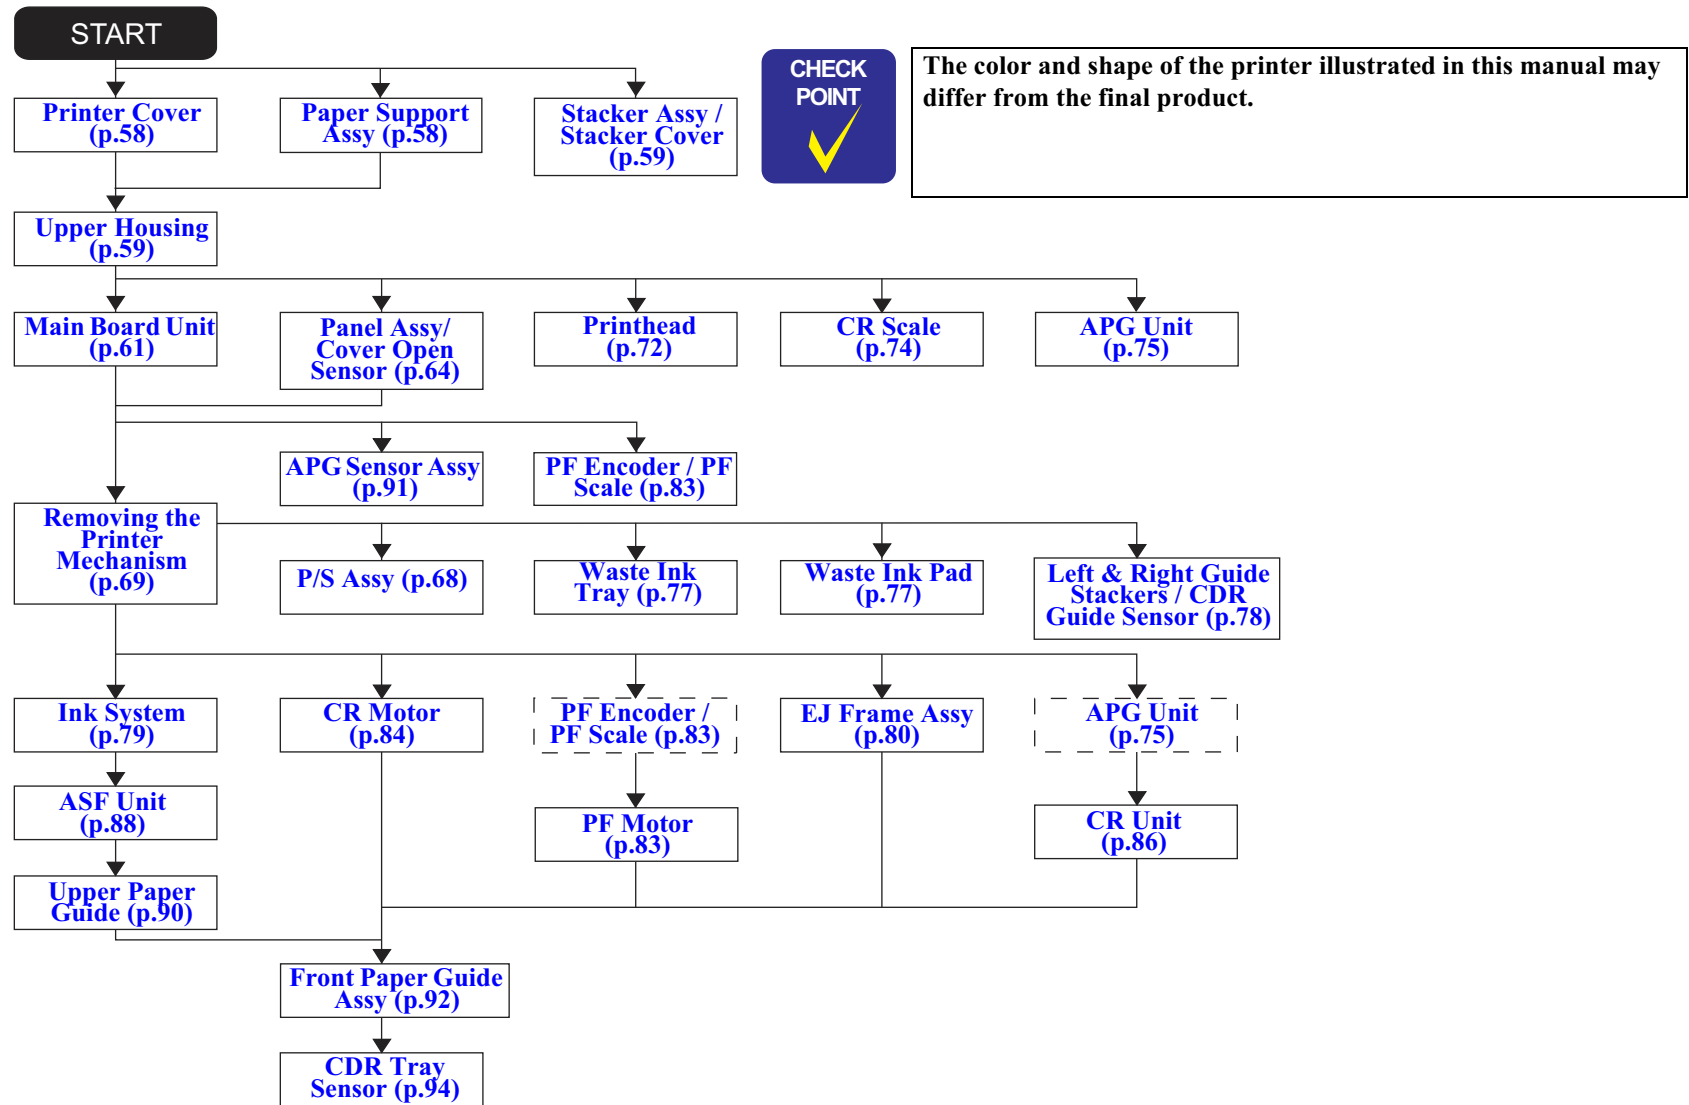 START
CHECK
POINT
The color and shape of the printer illustrated in this manual may
differ from the final product.
Printer Cover
(p.58)
Paper Support
Assy (p.58)
Stacker Assy /
Stacker Cover
(p.59)
Upper Housing
(p.59)
Main Board Unit
(p.61)
Panel Assy/
Cover Open
Sensor (p.64)
Printhead
(p.72)
CR Scale
(p.74)
APG Unit
(p.75)
APG Sensor Assy
(p.91)
PF Encoder / PF
Scale (p.83)
Removing the
Printer
Mechanism
(p.69)
P/S Assy (p.68)
Waste Ink
Tray (p.77)
Waste Ink Pad
(p.77)
Left & Right Guide
Stackers / CDR
Guide Sensor (p.78)
Ink System
(p.79)
CR Motor
(p.84)
PF Encoder /
PF Scale (p.83)
EJ Frame Assy
(p.80)
APG Unit
(p.75)
ASF Unit
(p.88)
PF Motor
(p.83)
CR Unit
(p.86)
Upper Paper
Guide (p.90)
Front Paper Guide
Assy (p.92)
CDR Tray
Sensor (p.94)